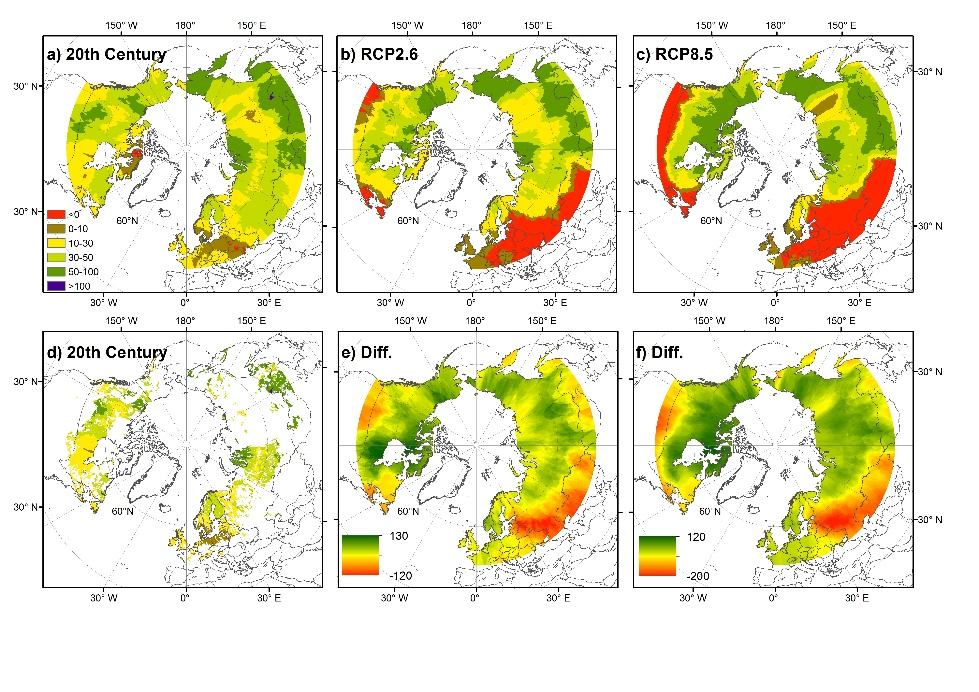 150° W 180° 150° E 150° W 180° 150° E 150° W 180° 150° E
a) 20th Century b) RCP2.6 c) RCP8.5
30° N 30° N
<0
0-10
10-30
30-50
50-100
>100
30° N 60°N 60°N 60°N 30° N
30° W 0° 30° E 30° W 0° 30° E 30° W 0° 30° E
150° W 180° 150° E 150° W 180° 150° E 150° W 180° 150° E
d) 20th Century e) Diff. f) Diff.
30° N 30° N
30° N 60°N 60°N 60°N 30° N
130
-120
120
-200
30° W 0° 30° E 30° W 0° 30° E 30° W 0° 30° E